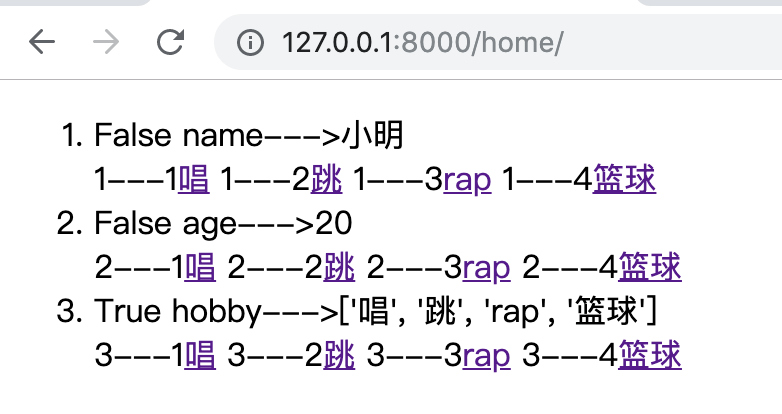 127.0.0.1:8000/home/
1. False name--->小明
1---1唱 1---2跳 1---3rap 1---4篮球
2. False age--->20
2---1唱 2---2跳 2---3rap 2---4篮球
3. True hobby--->['唱', '跳', 'rap', '篮球']
3---1唱 3---2跳 3---3rap 3---4篮球